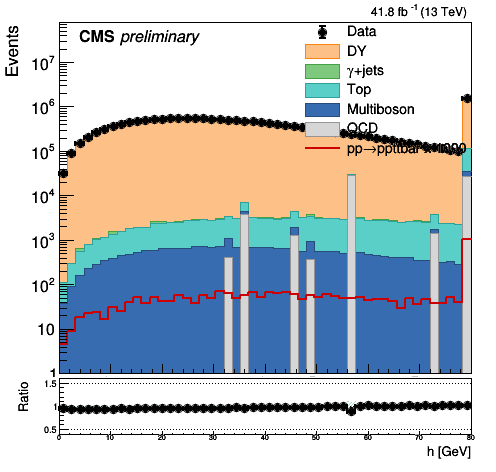 41.8 fb⁻¹ (13 TeV)
CMS preliminary
Events
Data
DY
γ+jets
Top
Multiboson
QCD
10⁷
10⁶
10⁵
10⁴
10³
10²
10
1
Ratio
1.5
1
0.5
0 10 20 30 40 50 60 70 80
h [GeV]